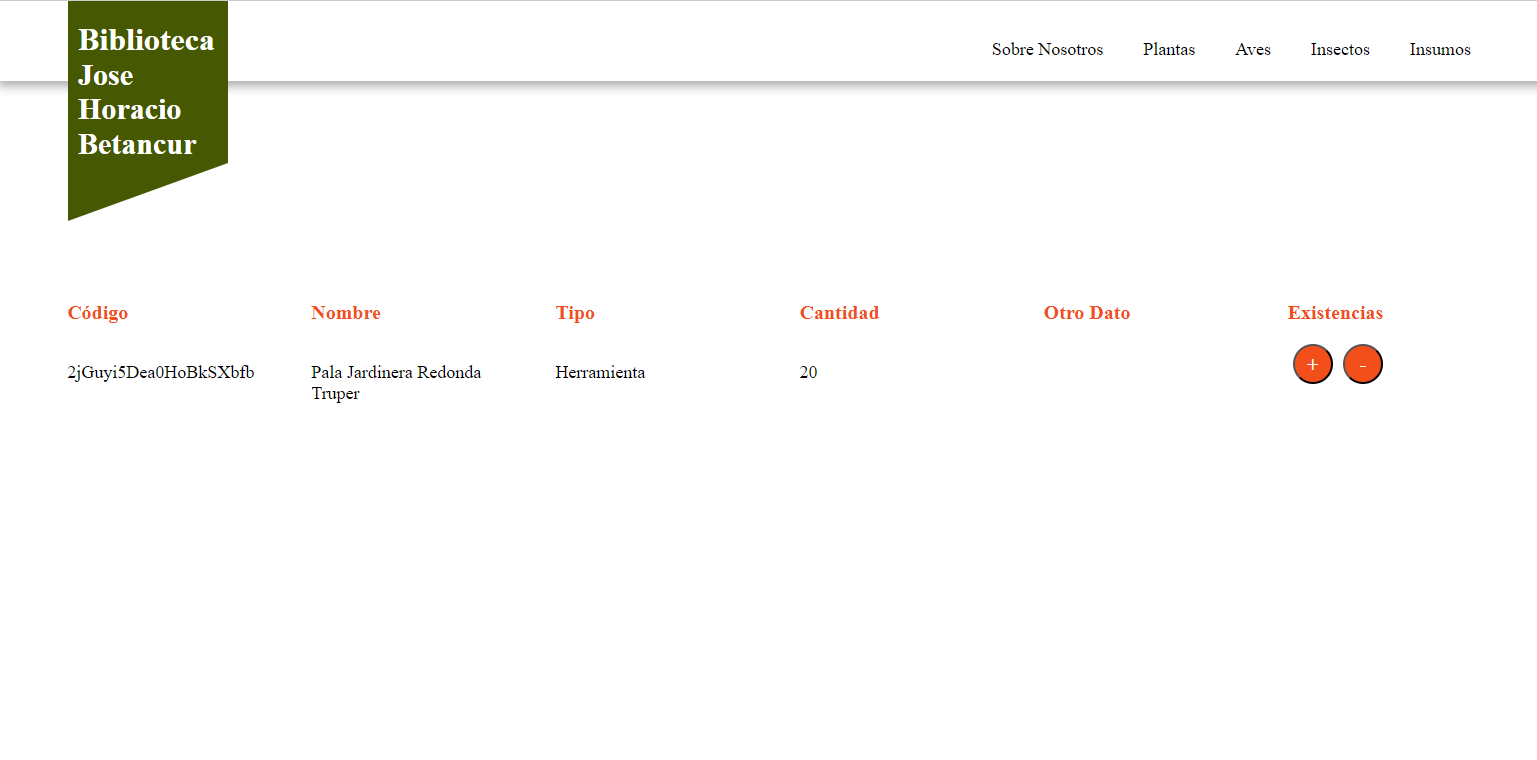 Biblioteca
Jose
Horacio
Betancur
Sobre Nosotros Plantas Aves Insectos Insumos
Código Nombre Tipo Cantidad Otro Dato Existencias
2jGuyi5Dea0HoBkSXbfb Pala Jardinera Redonda Herramienta 20 + -
Truper